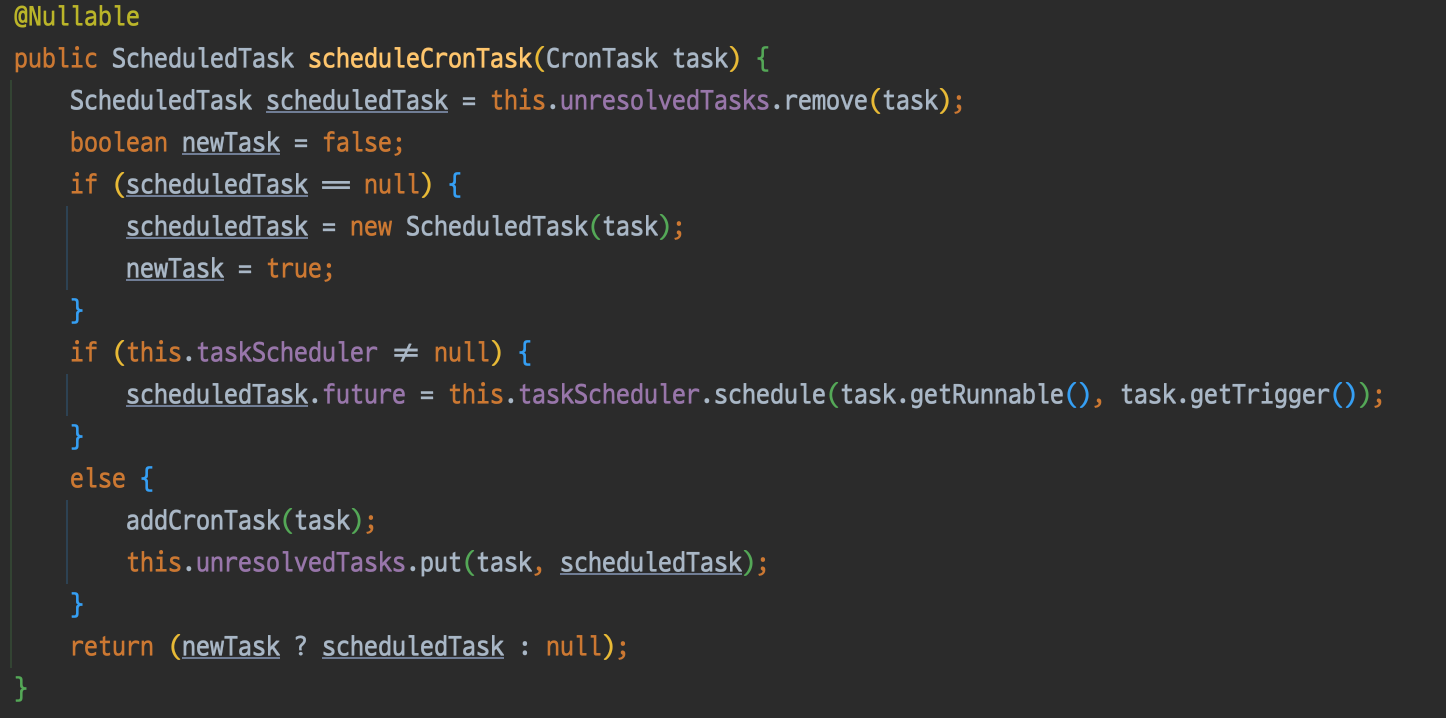 @Nullable
public ScheduledTask scheduleCronTask(CronTask task) {
    ScheduledTask scheduledTask = this.unresolvedTasks.remove(task);
    boolean newTask = false;
    if (scheduledTask == null) {
        scheduledTask = new ScheduledTask(task);
        newTask = true;
    }
    if (this.taskScheduler ≠ null) {
        scheduledTask.future = this.taskScheduler.schedule(task.getRunnable(), task.getTrigger());
    }
    else {
        addCronTask(task);
        this.unresolvedTasks.put(task, scheduledTask);
    }
    return (newTask ? scheduledTask : null);
}